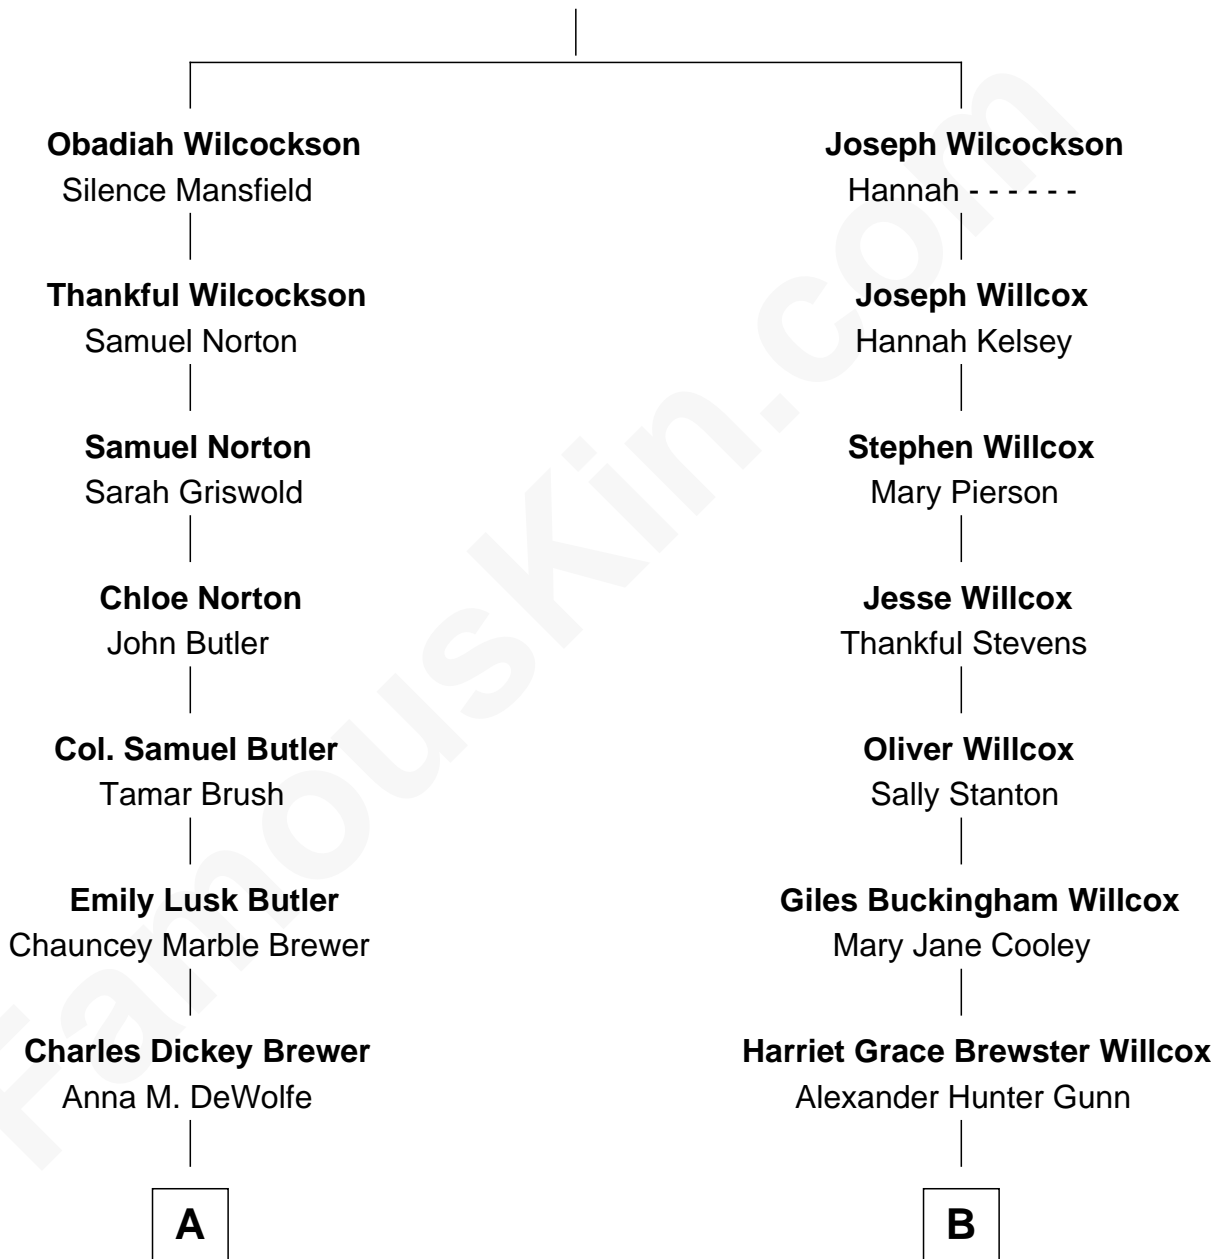 Obadiah Wilcockson
Silence Mansfield
Thankful Wilcockson
Samuel Norton
Samuel Norton
Sarah Griswold
Chloe Norton
John Butler
Col. Samuel Butler
Tamar Brush
Emily Lusk Butler
Chauncey Marble Brewer
Charles Dickey Brewer
Anna M. DeWolfe
A
Joseph Wilcockson
Hannah - - - - - -
Joseph Willcox
Hannah Kelsey
Stephen Willcox
Mary Pierson
Jesse Willcox
Thankful Stevens
Oliver Willcox
Sally Stanton
Giles Buckingham Willcox
Mary Jane Cooley
Harriet Grace Brewster Willcox
Alexander Hunter Gunn
B
FamousKin.com